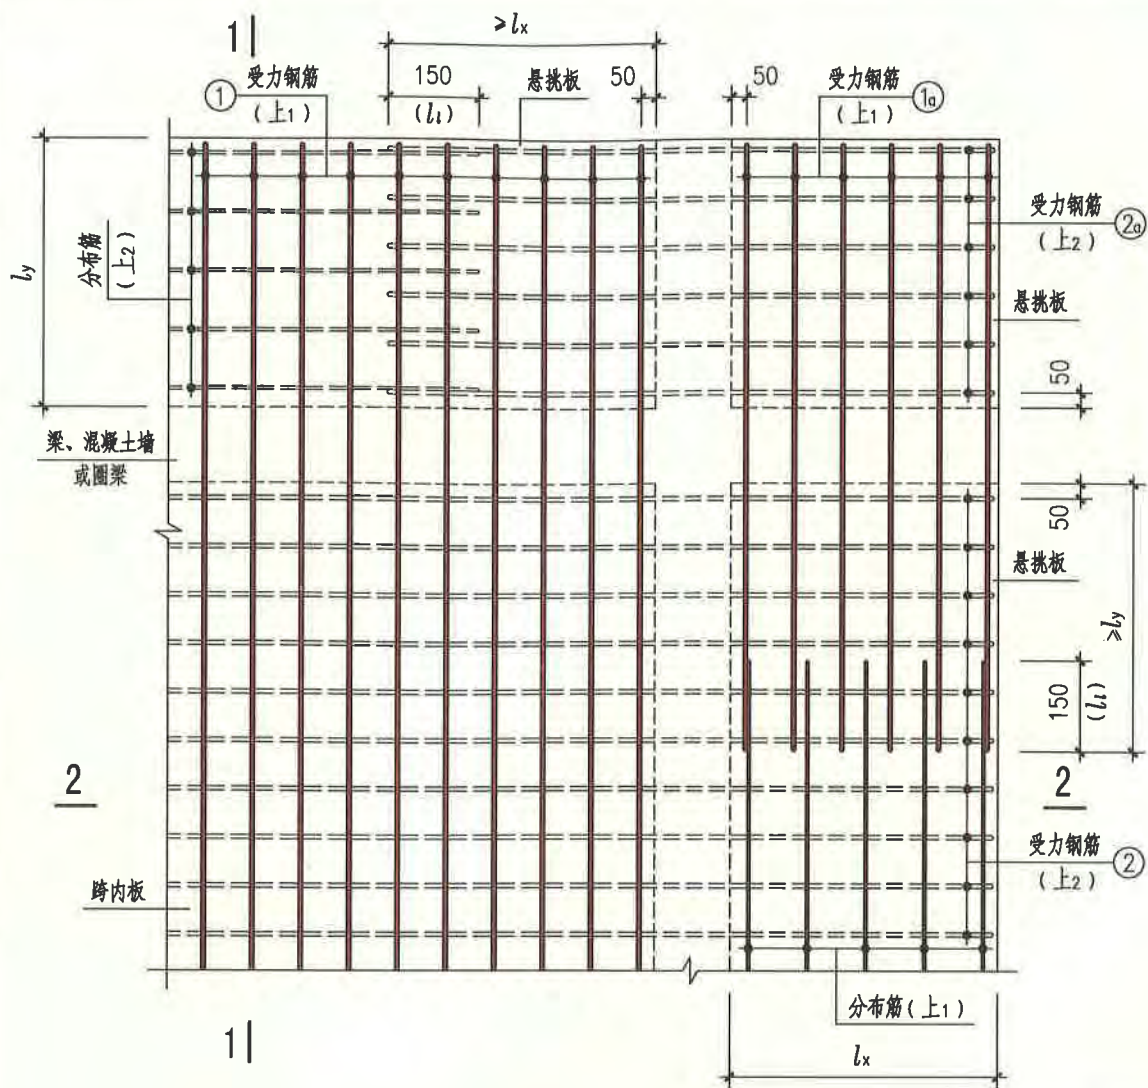 1
≥lx
150
(ll)
50
50
受力钢筋
(上1)
①
悬挑板
受力钢筋
(上1)
1a
ly
分布筋
(上2)
受力钢筋
(上2)
2a
悬挑板
50
梁、混凝土墙
或圈梁
50
悬挑板
≥ly
150
(ll)
2
2
跨内板
受力钢筋
(上2)
②
分布筋(上1)
1
lx